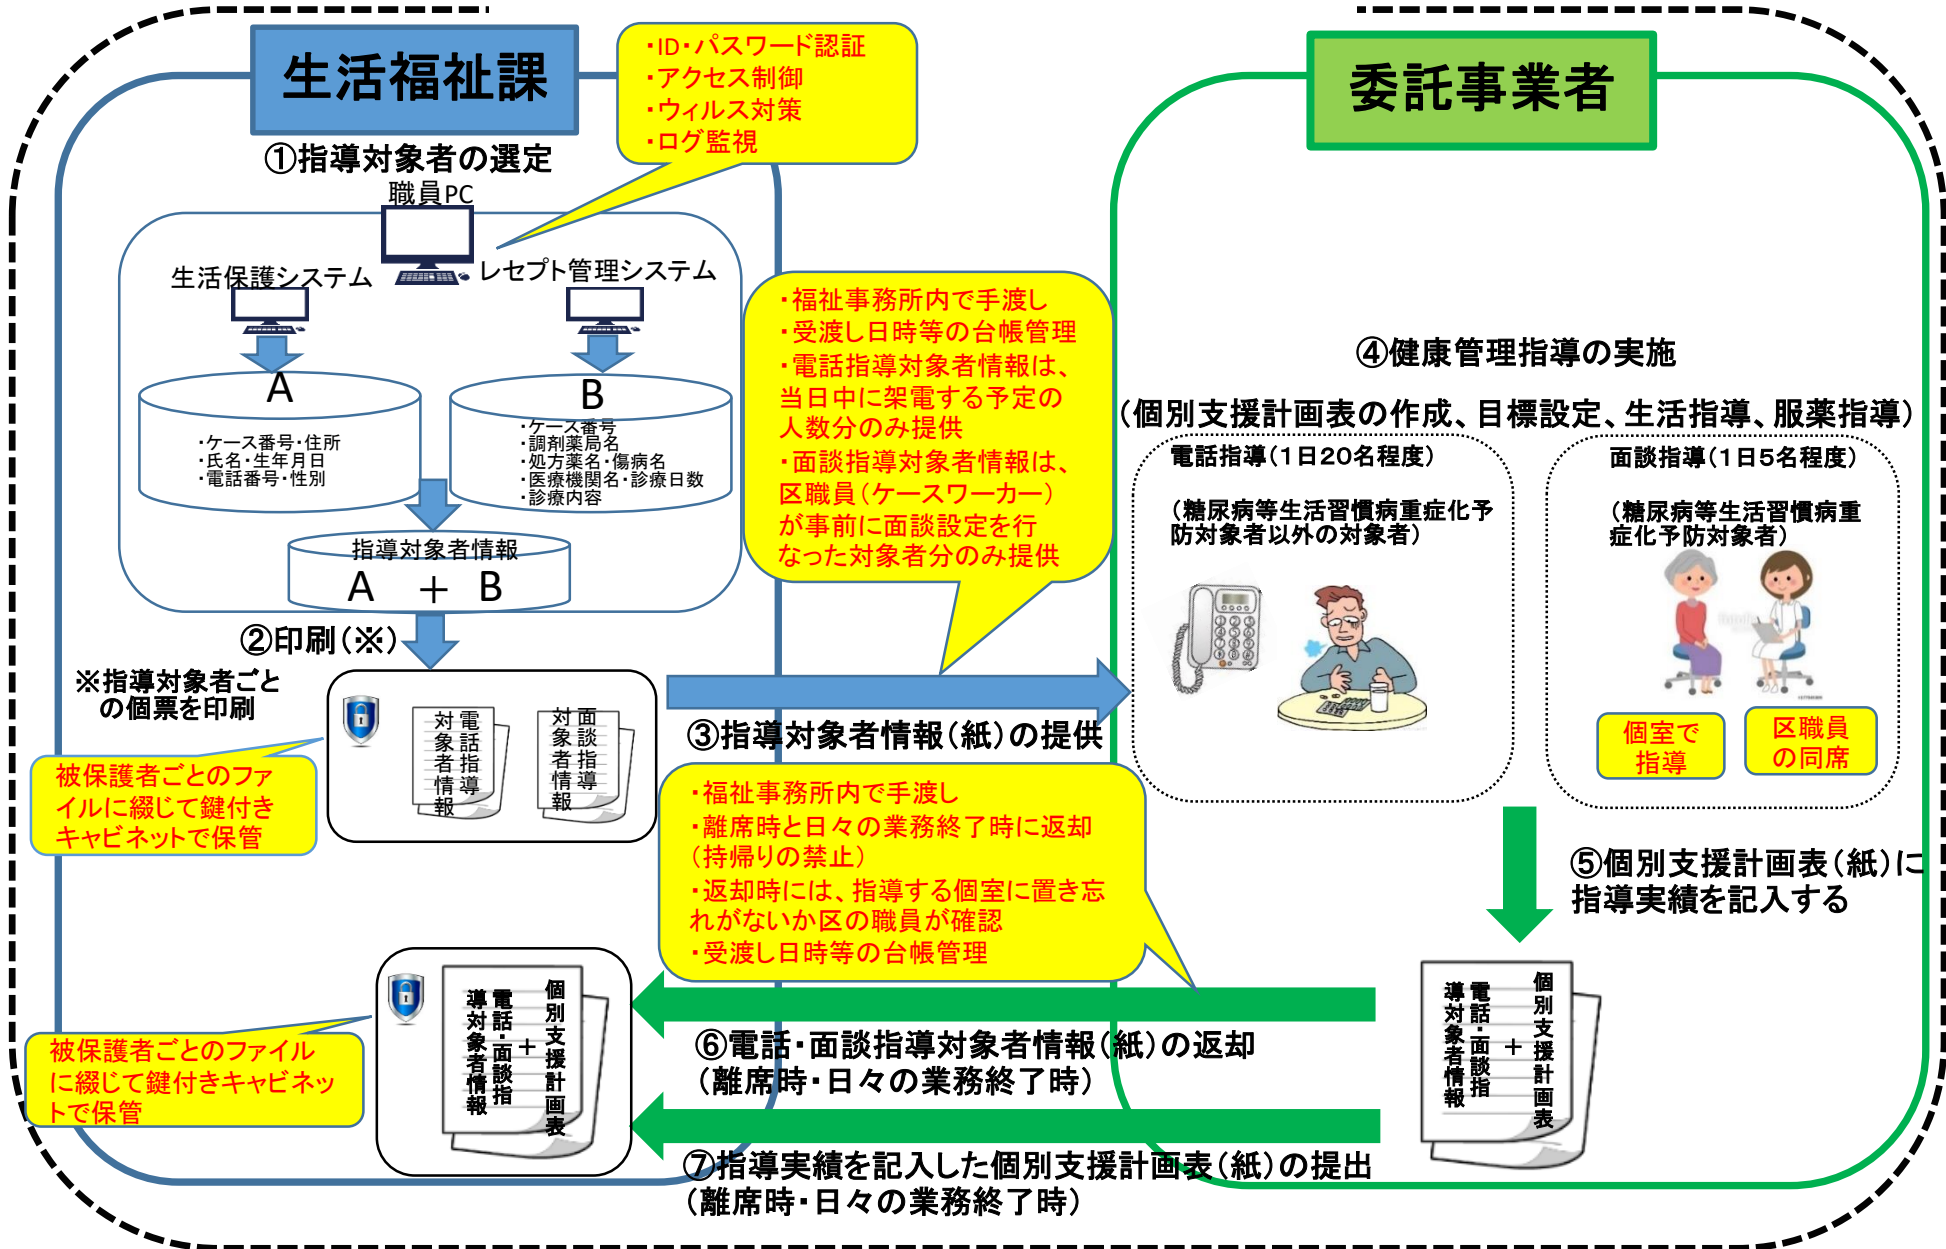 生活福祉課
・ID・パスワード認証
・アクセス制御
・ウィルス対策
・ログ監視
委託事業者
①指導対象者の選定
職員PC
生活保護システム
レセプト管理システム
A
・ケース番号・住所
・氏名・生年月日
・電話番号・性別
B
・ケース番号
・調剤薬局名
・処方薬名・傷病名
・医療機関名・診療日数
・診療内容
指導対象者情報
A + B
②印刷(※)
※指導対象者ごと
の個票を印刷
電話指導
対象者情報
面談指導
対象者情報
被保護者ごとのファ
イルに綴じて鍵付き
キャビネットで保管
・福祉事務所内で手渡し
・受渡し日時等の台帳管理
・電話指導対象者情報は、
当日中に架電する予定の
人数分のみ提供
・面談指導対象者情報は、
区職員(ケースワーカー)
が事前に面談設定を行
なった対象者分のみ提供
③指導対象者情報(紙)の提供
④健康管理指導の実施
(個別支援計画表の作成、目標設定、生活指導、服薬指導)
電話指導(1日20名程度)
(糖尿病等生活習慣病重症化予
防対象者以外の対象者)
面談指導(1日5名程度)
(糖尿病等生活習慣病重
症化予防対象者)
個室で
指導
区職員
の同席
⑤個別支援計画表(紙)に
指導実績を記入する
個別支援計画表
+
電話・面談指
導対象者情報
・福祉事務所内で手渡し
・離席時と日々の業務終了時に返却
(持帰りの禁止)
・返却時には、指導する個室に置き忘
れがないか区の職員が確認
・受渡し日時等の台帳管理
⑥電話・面談指導対象者情報(紙)の返却
(離席時・日々の業務終了時)
⑦指導実績を記入した個別支援計画表(紙)の提出
(離席時・日々の業務終了時)
個別支援計画表
+
電話・面談指
導対象者情報
被保護者ごとのファイル
に綴じて鍵付きキャビネッ
トで保管